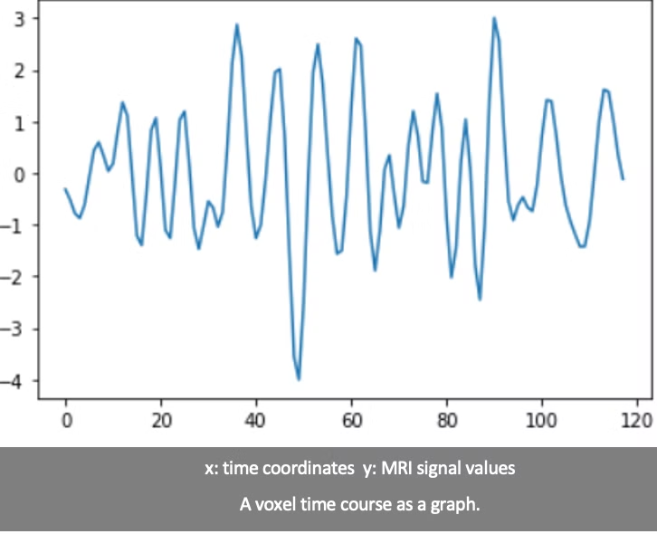 3
2
1
0
−1
−2
−3
−4
0 20 40 60 80 100 120
x: time coordinates y: MRI signal values
A voxel time course as a graph.